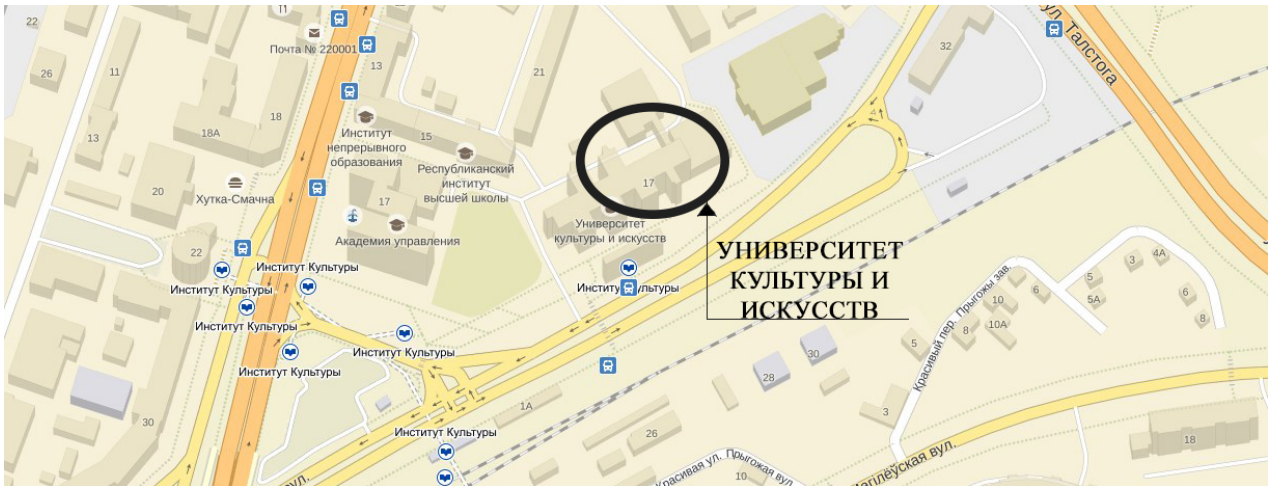 22
11
Почта № 220001
26
11
13
21
32
ул. Талстога
13
18А
18
15
Институт
непрерывного
образования
Республиканский
институт
высшей школы
20
Хутка-Смачна
17
17
Академия управления
Университет
культуры и искусств
22
Институт Культуры
Институт Культуры
Институт Культуры
Институт Культуры
Институт Культуры
Институт Культуры
УНИВЕРСИТЕТ
КУЛЬТУРЫ И
ИСКУССТВ
Красивый пер. Прыгожы зав.
3
4А
5
6
5А
8
6
10
10А
8
5
30
28
3
1А
26
30
Институт Культуры
Красивая ул. Прыгожая вул.
10
Магілёўская вул.
18
вул.